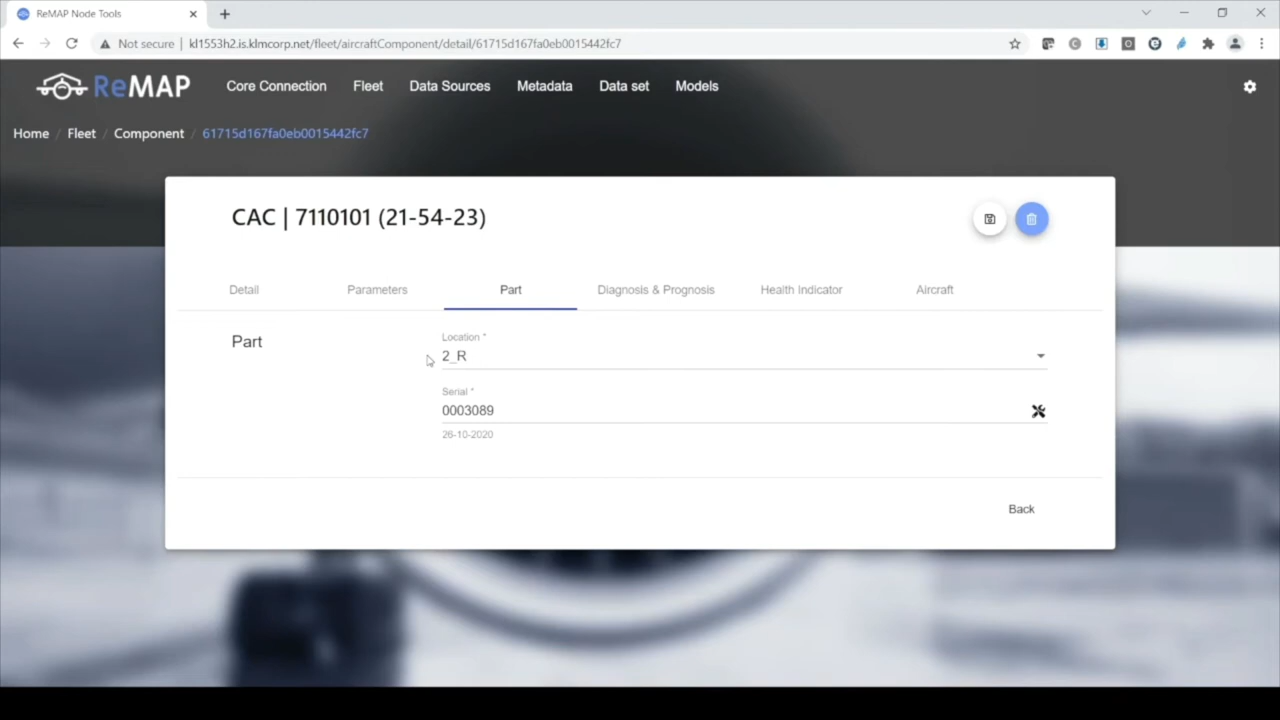 ReMAP Node Tools
Not secure | kl1553h2.is.klmcorp.net/fleet/aircraftComponent/detail/61715d167fa0eb0015442fc7
ReMAP Core Connection Fleet Data Sources Metadata Data set Models
Home / Fleet / Component / 61715d167fa0eb0015442fc7
CAC | 7110101 (21-54-23)
Detail Parameters Part Diagnosis & Prognosis Health Indicator Aircraft
Part
Location *
2_R
Serial *
0003089
26-10-2020
Back